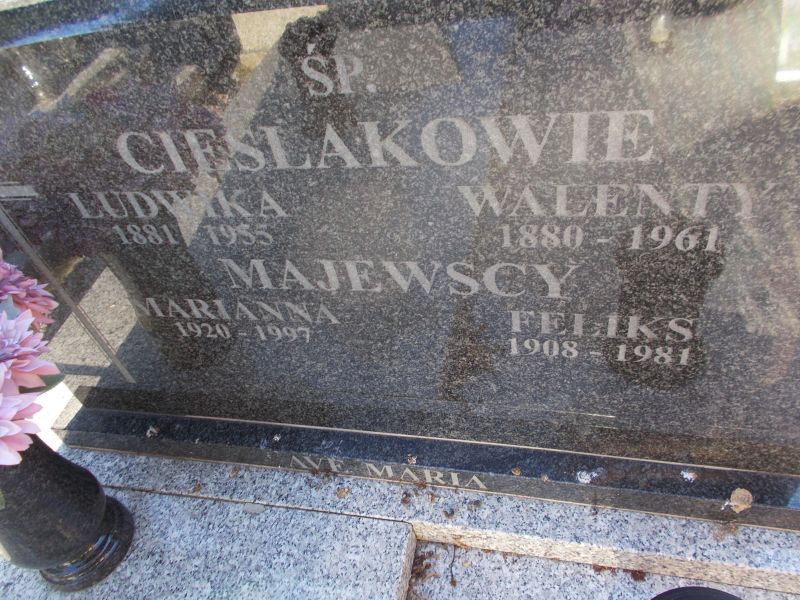 ŚP.
CIEŚLAKOWIE
LUDWIKA WALENTY
1881 - 1955 1880 - 1961
MAJEWSCY
MARIANNA FELIKS
1920 - 1997 1908 - 1981
AVE MARIA